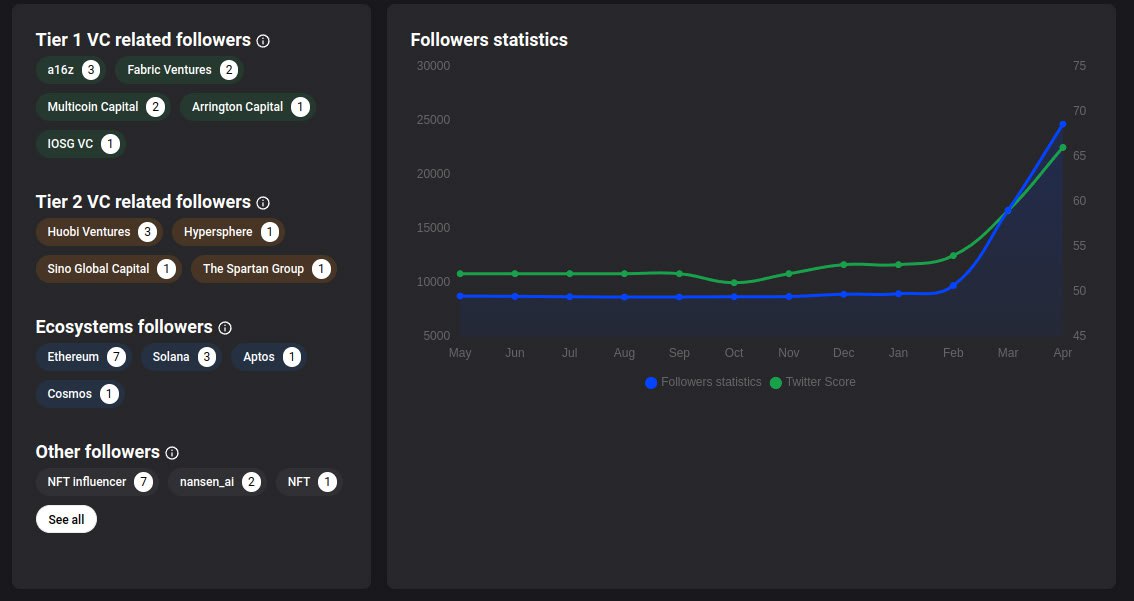 Tier 1 VC related followers
a16z 3 Fabric Ventures 2
Multicoin Capital 2 Arrington Capital 1
IOSG VC 1
Tier 2 VC related followers
Huobi Ventures 3 Hypersphere 1
Sino Global Capital 1 The Spartan Group 1
Ecosystems followers
Ethereum 7 Solana 3 Aptos 1
Cosmos 1
Other followers
NFT influencer 7 nansen_ai 2 NFT 1
See all
Followers statistics
30000 75
70
25000
65
20000
60
15000
55
10000 50
5000 45
May Jun Jul Aug Sep Oct Nov Dec Jan Feb Mar Apr
Followers statistics Twitter Score